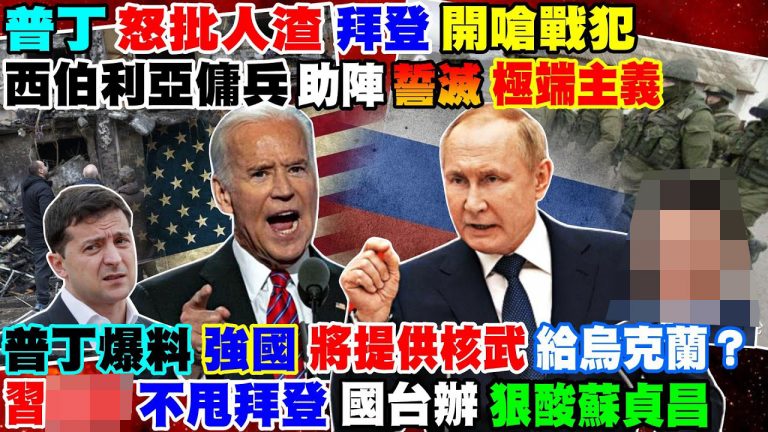 普丁 怒批人渣 拜登 開嗆戰犯
西伯利亞傭兵 助陣 誓滅 極端主義
普丁爆料 強國 將提供核武 給烏克蘭？
習 不甩拜登 國台辦 狠酸蘇貞昌